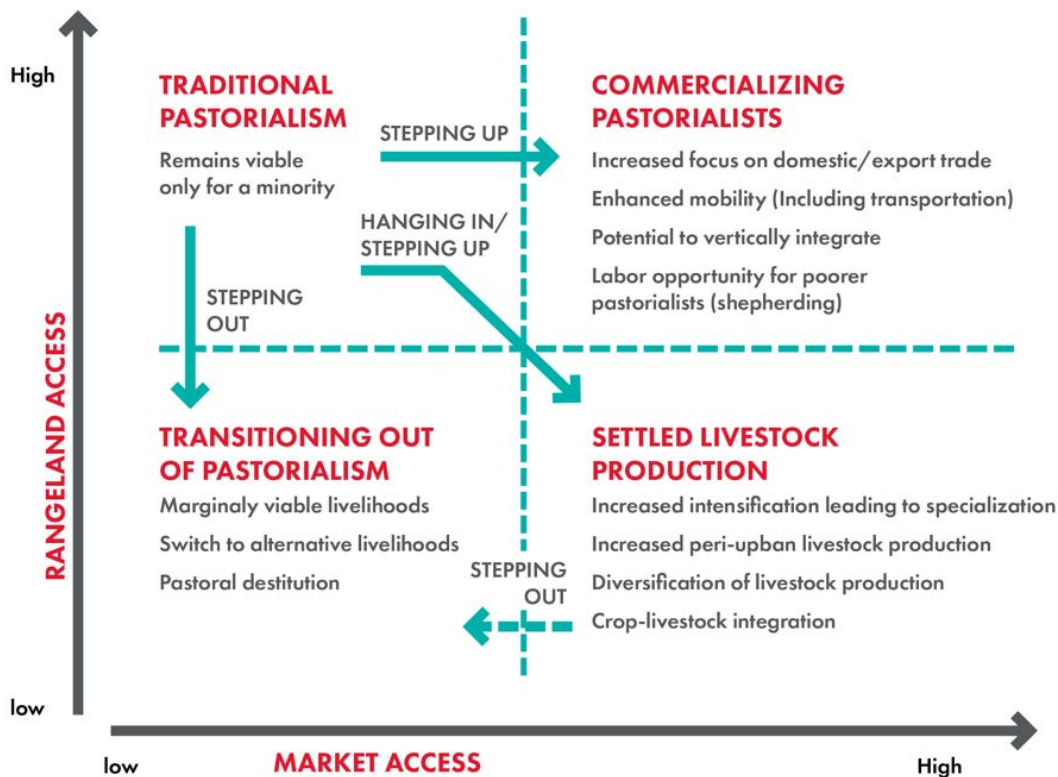 High
TRADITIONAL
PASTORIALISM
Remains viable
only for a minority
STEPPING UP
COMMERCIALIZING
PASTORIALISTS
Increased focus on domestic/export trade
Enhanced mobility (Including transportation)
Potential to vertically integrate
Labor opportunity for poorer
pastorialists (shepherding)
HANGING IN/
STEPPING UP
STEPPING
OUT
RANGELAND ACCESS
TRANSITIONING OUT
OF PASTORIALISM
Marginaly viable livelihoods
Switch to alternative livelihoods
Pastoral destitution
SETTLED LIVESTOCK
PRODUCTION
Increased intensification leading to specialization
Increased peri-upban livestock production
Diversification of livestock production
Crop-livestock integration
STEPPING
OUT
low
low
MARKET ACCESS
High